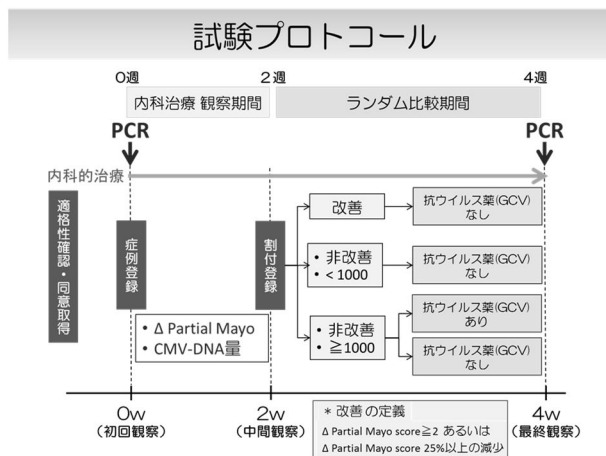 試験プロトコール
0週
2週
4週
内科治療 観察期間
ランダム比較期間
PCR
PCR
内科的治療
適格性確認・同意取得
症例登録
割付登録
改善
抗ウイルス薬(GCV)
なし
・ 非改善
・ < 1000
抗ウイルス薬(GCV)
なし
・ 非改善
・ ≧1000
抗ウイルス薬(GCV)
あり
抗ウイルス薬(GCV)
なし
・ Δ Partial Mayo
・ CMV-DNA量
0w
(初回観察)
2w
(中間観察)
4w
(最終観察)
* 改善の定義
Δ Partial Mayo score≧2 あるいは
Δ Partial Mayo score 25%以上の減少